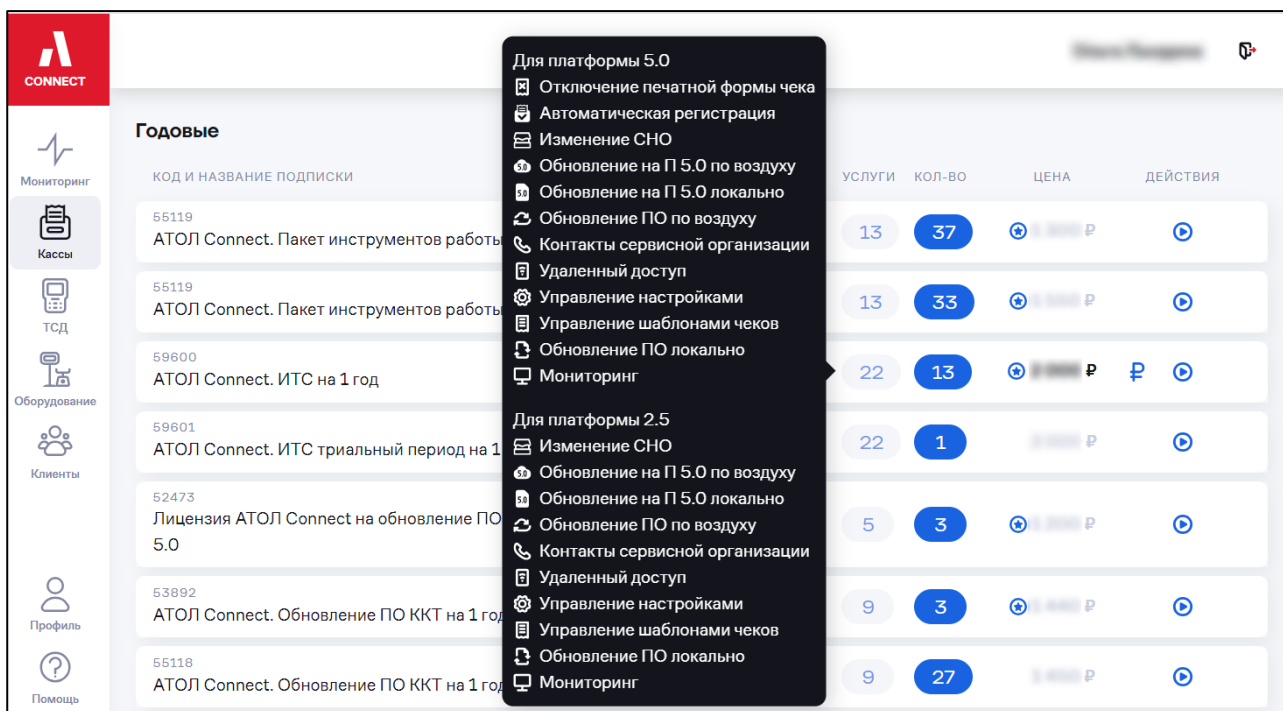 CONNECT
Мониторинг
Кассы
ТСД
Оборудование
Клиенты
Профиль
Помощь
Годовые
КОД И НАЗВАНИЕ ПОДПИСКИ
УСЛУГИ
КОЛ-ВО
ЦЕНА
ДЕЙСТВИЯ
55119
АТОЛ Connect. Пакет инструментов работы
13
37
₽
55119
АТОЛ Connect. Пакет инструментов работы
13
33
₽
59600
АТОЛ Connect. ИТС на 1 год
22
13
₽
₽
59601
АТОЛ Connect. ИТС триальный период на 1
22
1
₽
52473
Лицензия АТОЛ Connect на обновление ПО
5.0
5
3
₽
53892
АТОЛ Connect. Обновление ПО ККТ на 1 год
9
3
₽
55118
АТОЛ Connect. Обновление ПО ККТ на 1 год
9
27
₽
Для платформы 5.0
Отключение печатной формы чека
Автоматическая регистрация
Изменение СНО
5.0 Обновление на П 5.0 по воздуху
5.0 Обновление на П 5.0 локально
Обновление ПО по воздуху
Контакты сервисной организации
Удаленный доступ
Управление настройками
Управление шаблонами чеков
Обновление ПО локально
Мониторинг
Для платформы 2.5
Изменение СНО
5.0 Обновление на П 5.0 по воздуху
5.0 Обновление на П 5.0 локально
Обновление ПО по воздуху
Контакты сервисной организации
Удаленный доступ
Управление настройками
Управление шаблонами чеков
Обновление ПО локально
Мониторинг